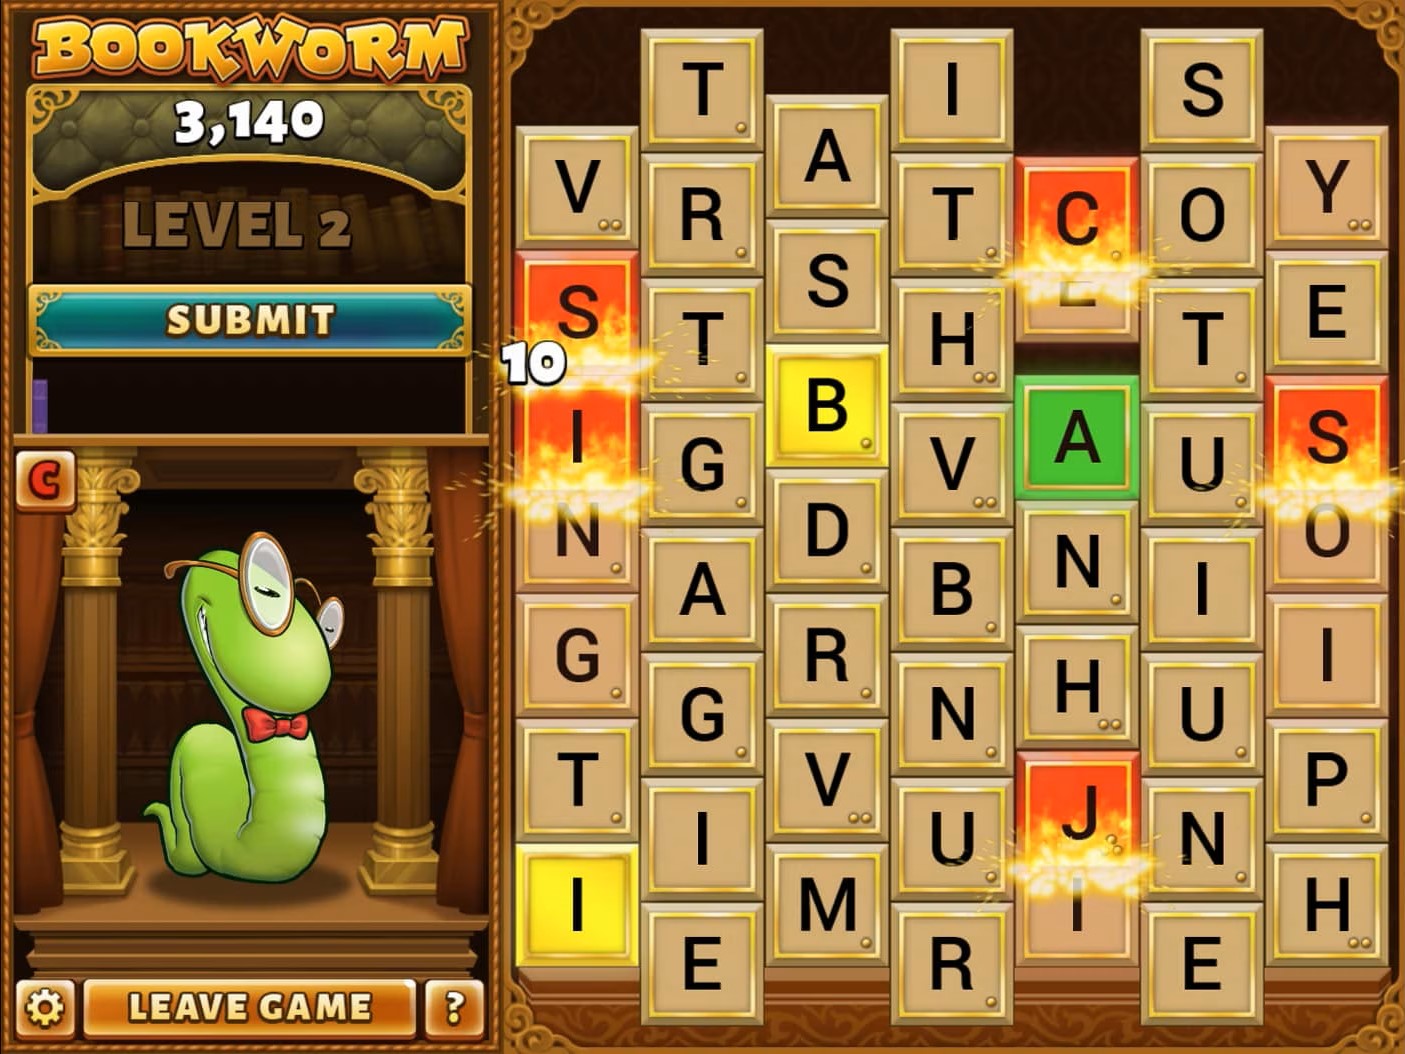 BOOKWORM
3,140
LEVEL 2
SUBMIT
10
C
LEAVE GAME
?
T I S
A
V Y
T C O
R
S E
S T
T H
B A S
I V U
G
D N O
N
A B I
R H I
G
G N U
V P
T J
I U N
I M I H
E R E